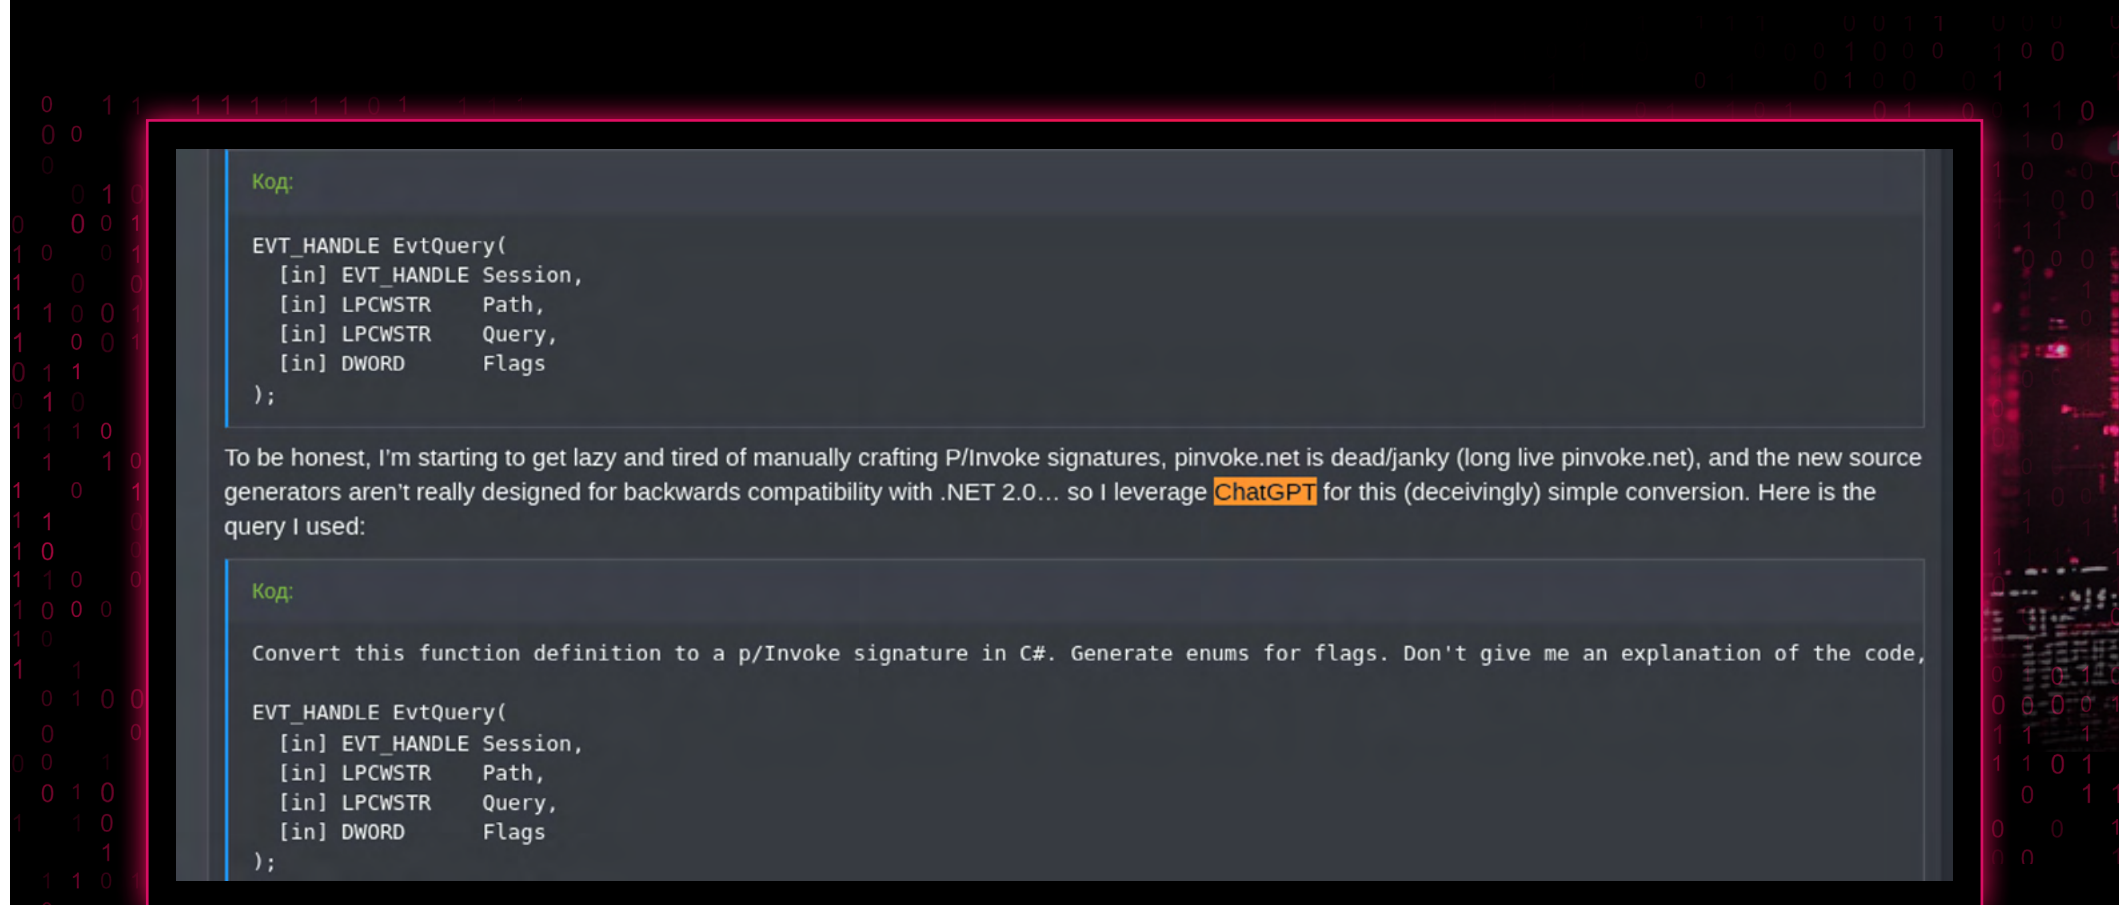 Код:
EVT_HANDLE EvtQuery(
  [in] EVT_HANDLE Session,
  [in] LPCWSTR    Path,
  [in] LPCWSTR    Query,
  [in] DWORD      Flags
);
To be honest, I’m starting to get lazy and tired of manually crafting P/Invoke signatures, pinvoke.net is dead/janky (long live pinvoke.net), and the new source
generators aren’t really designed for backwards compatibility with .NET 2.0… so I leverage ChatGPT for this (deceivingly) simple conversion. Here is the
query I used:
Код:
Convert this function definition to a p/Invoke signature in C#. Generate enums for flags. Don't give me an explanation of the code,
EVT_HANDLE EvtQuery(
  [in] EVT_HANDLE Session,
  [in] LPCWSTR    Path,
  [in] LPCWSTR    Query,
  [in] DWORD      Flags
);